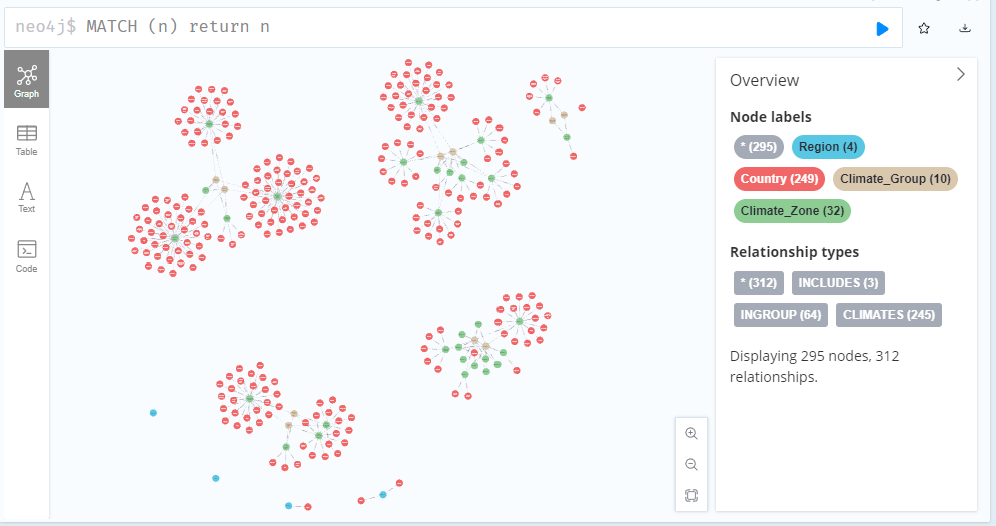 neo4j$ MATCH (n) return n
Graph
Table
Text
Code
Overview
Node labels
* (295) Region (4)
Country (249) Climate_Group (10)
Climate_Zone (32)
Relationship types
* (312) INCLUDES (3)
INGROUP (64) CLIMATES (245)
Displaying 295 nodes, 312
relationships.